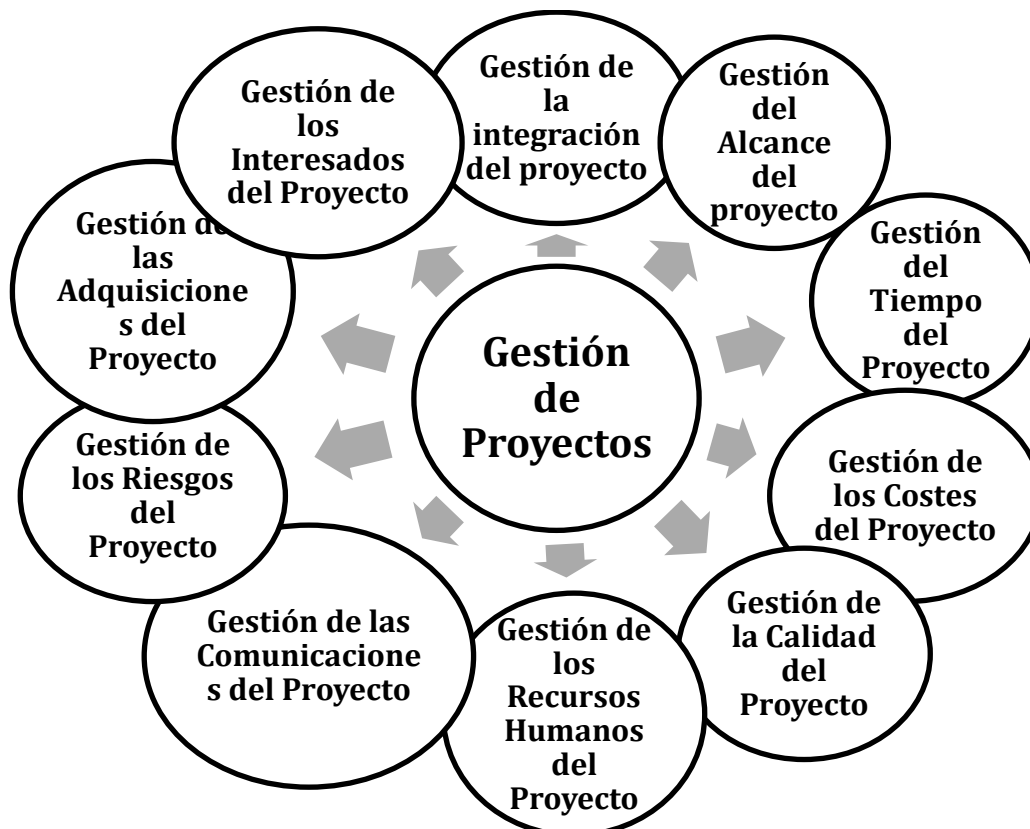 Gestión de
la
integración
del proyecto
Gestión
del
Alcance
del
proyecto
Gestión
del
Tiempo
del
Proyecto
Gestión de
los Costes
del Proyecto
Gestión de
la Calidad
del
Proyecto
Gestión de
los
Recursos
Humanos
del
Proyecto
Gestión de las
Comunicacione
s del Proyecto
Gestión de
los Riesgos
del
Proyecto
Gestión de
las
Adquisicione
s del
Proyecto
Gestión de
los
Interesados
del Proyecto
Gestión
de
Proyectos